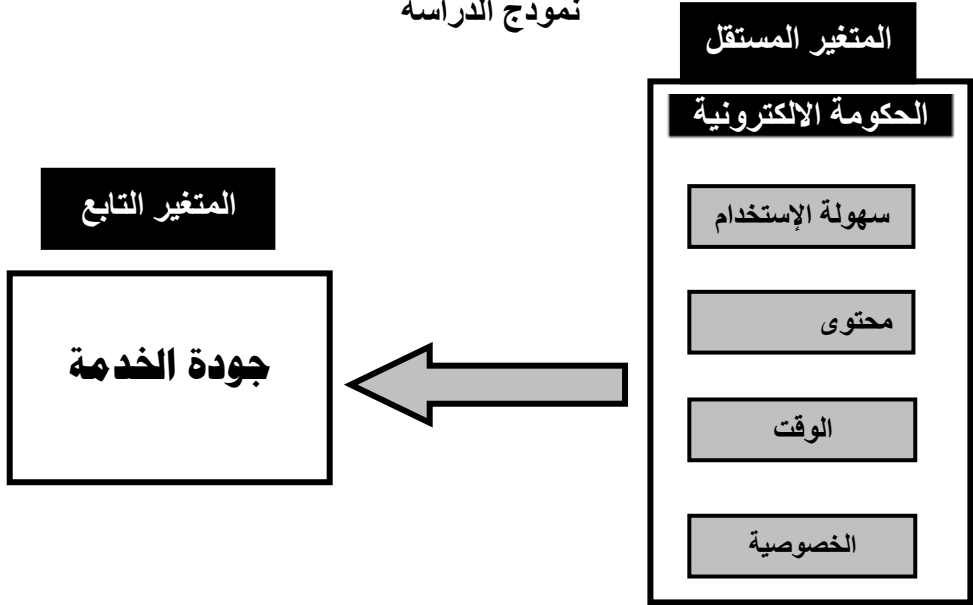 نموذج الدراسة
المتغير المستقل
الحكومة الالكترونية
سهولة الإستخدام
محتوى
الوقت
الخصوصية
المتغير التابع
جودة الخدمة